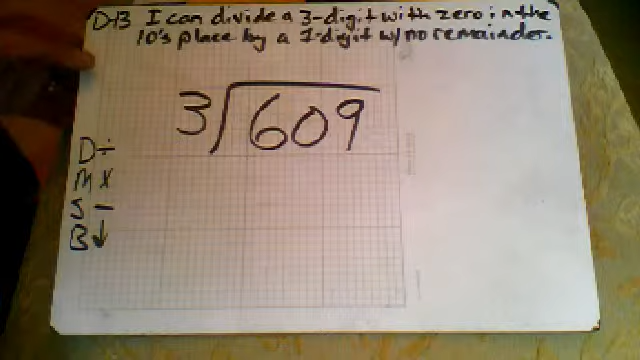 D-13 I can divide a 3-digit with zero in the
10's place by a 1-digit w/no remainder.
3)609
D ÷
M ×
S -
B ↓